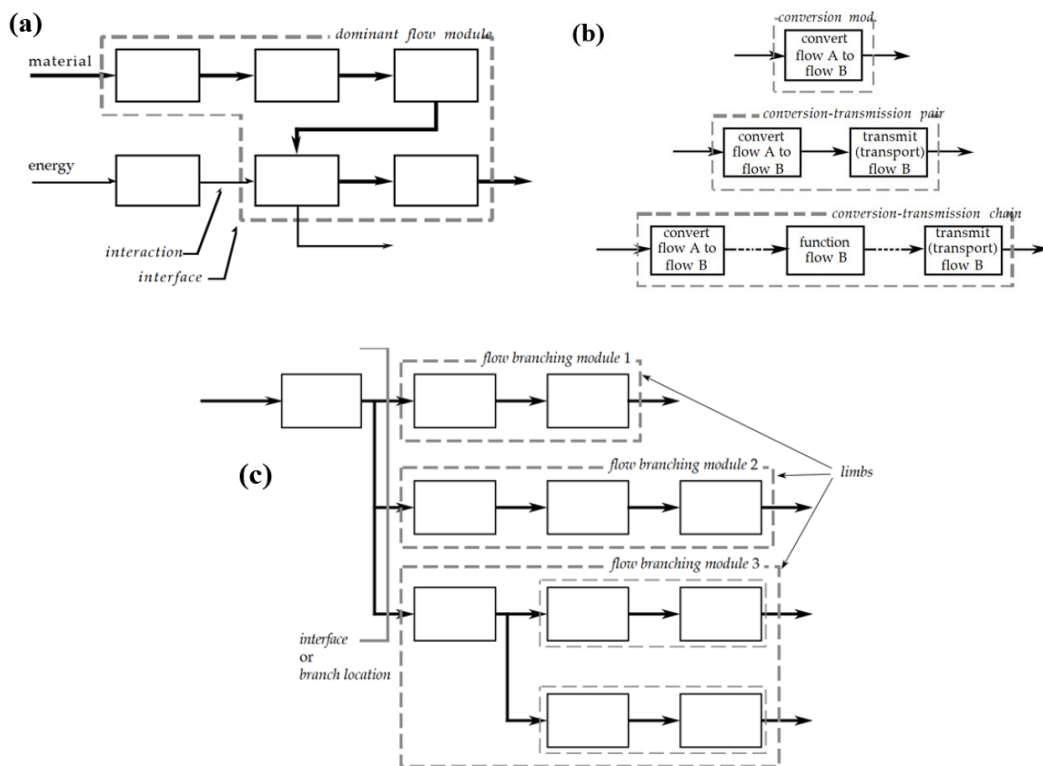 (a)
dominant flow module
material
energy
interaction
interface
(b)
-conversion mod.
convert
flow A to
flow B
conversion-transmission pair
convert
flow A to
flow B
transmit
(transport)
flow B
conversion-transmission chain
convert
flow A to
flow B
function
flow B
transmit
(transport)
flow B
(c)
flow branching module 1
flow branching module 2
limbs
flow branching module 3
interface
or
branch location